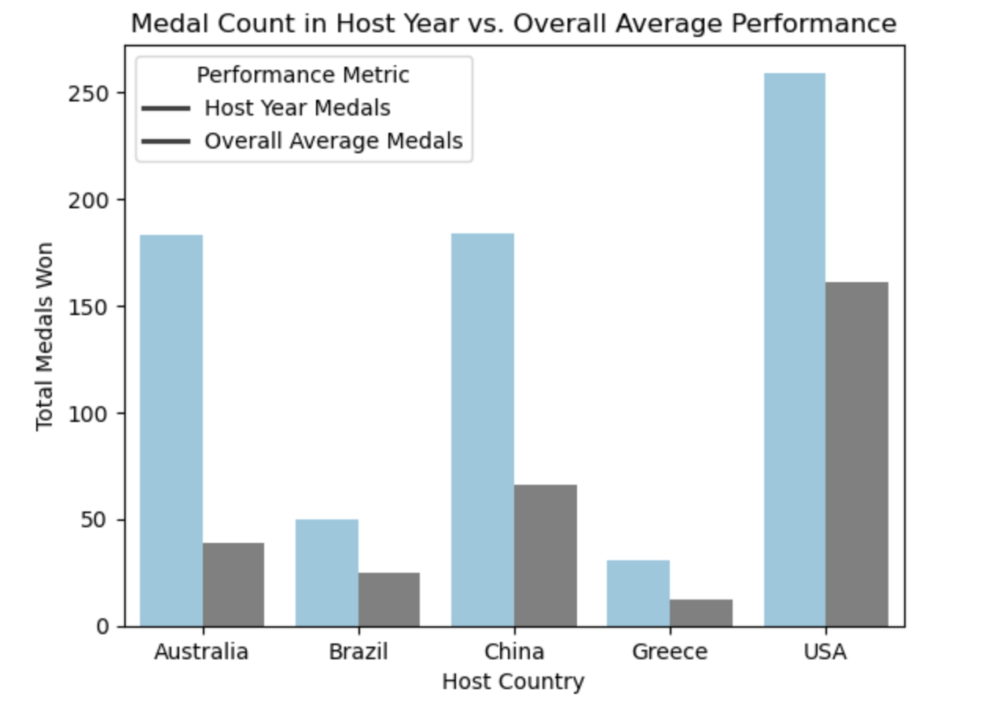 Medal Count in Host Year vs. Overall Average Performance
Performance Metric
Host Year Medals
Overall Average Medals
250
200
150
100
50
0
Total Medals Won
Australia Brazil China Greece USA
Host Country